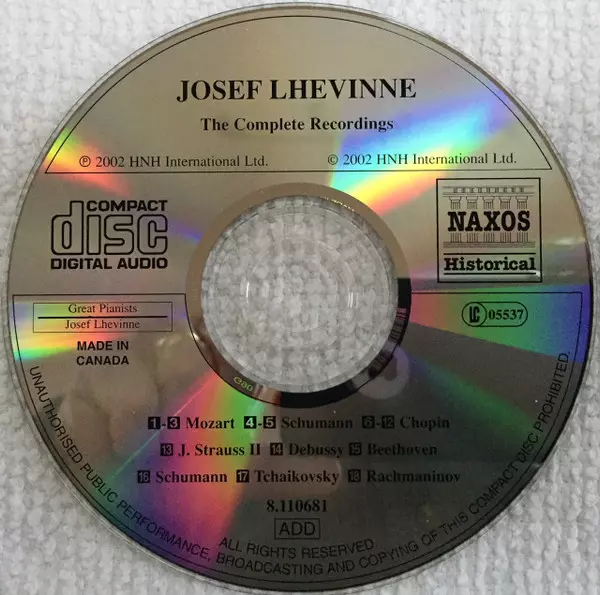 JOSEF LHEVINNE
The Complete Recordings
℗ 2002 HNH International Ltd. © 2002 HNH International Ltd.
COMPACT
disc
DIGITAL AUDIO
NAXOS
Historical
Great Pianists
Josef Lhevinne
MADE IN
CANADA
LC 05537
1-3 Mozart 4-5 Schumann 6-12 Chopin
13 J. Strauss II 14 Debussy 15 Beethoven
16 Schumann 17 Tchaikovsky 18 Rachmaninov
8.110681
ADD
ALL RIGHTS RESERVED
UNAUTHORISED PUBLIC PERFORMANCE, BROADCASTING AND COPYING OF THIS COMPACT DISC PROHIBITED.